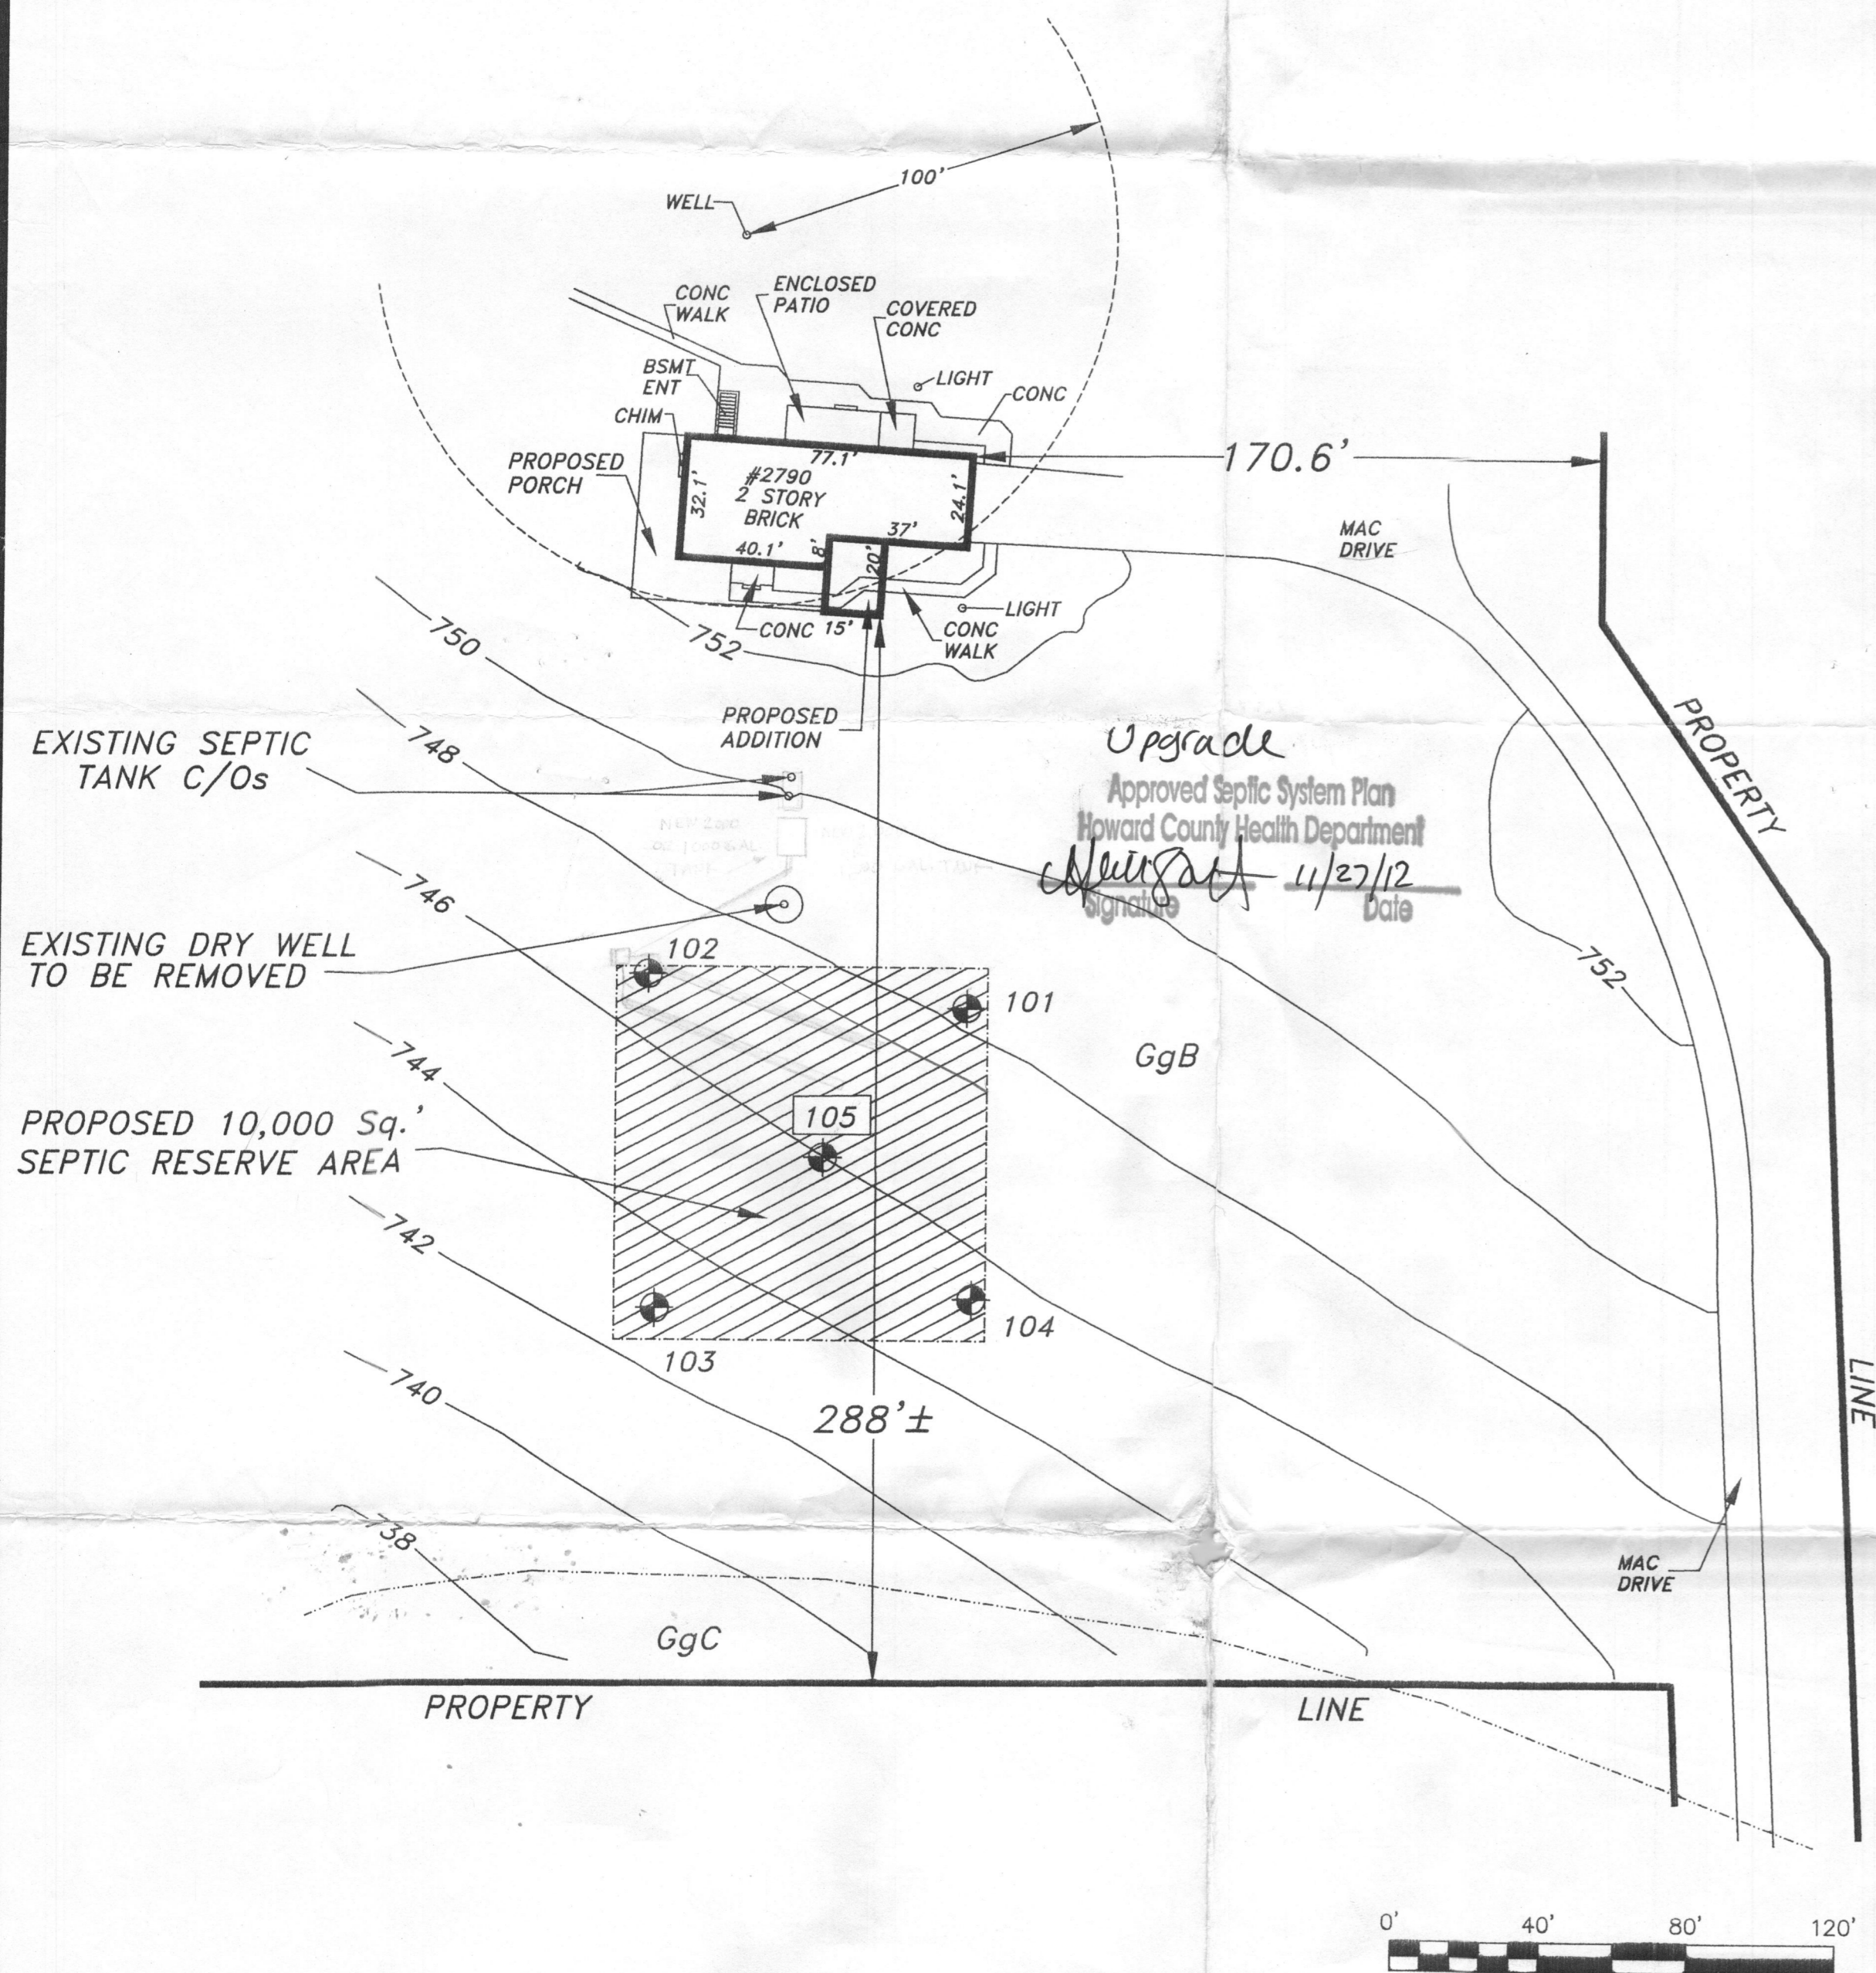 100'
WELL
CONC
WALK
ENCLOSED
PATIO
COVERED
CONC
BSMT
ENT
LIGHT
CONC
CHIM
PROPOSED
PORCH
77.1'
170.6'
#2790
2 STORY
BRICK
32.1'
24.1'
37'
40.1'
8'
20'
MAC
DRIVE
CONC
15'
LIGHT
CONC
WALK
750
752
PROPOSED
ADDITION
EXISTING SEPTIC
TANK C/Os
748
Upgrade
Approved Septic System Plan
Howard County Health Department
11/27/12
Signature
Date
PROPERTY
NEW 2000
746
EXISTING DRY WELL
TO BE REMOVED
102
101
752
GgB
744
105
PROPOSED 10,000 Sq.'
SEPTIC RESERVE AREA
742
104
103
740
288'±
LINE
738
MAC
DRIVE
GgC
PROPERTY
LINE
0'
40'
80'
120'